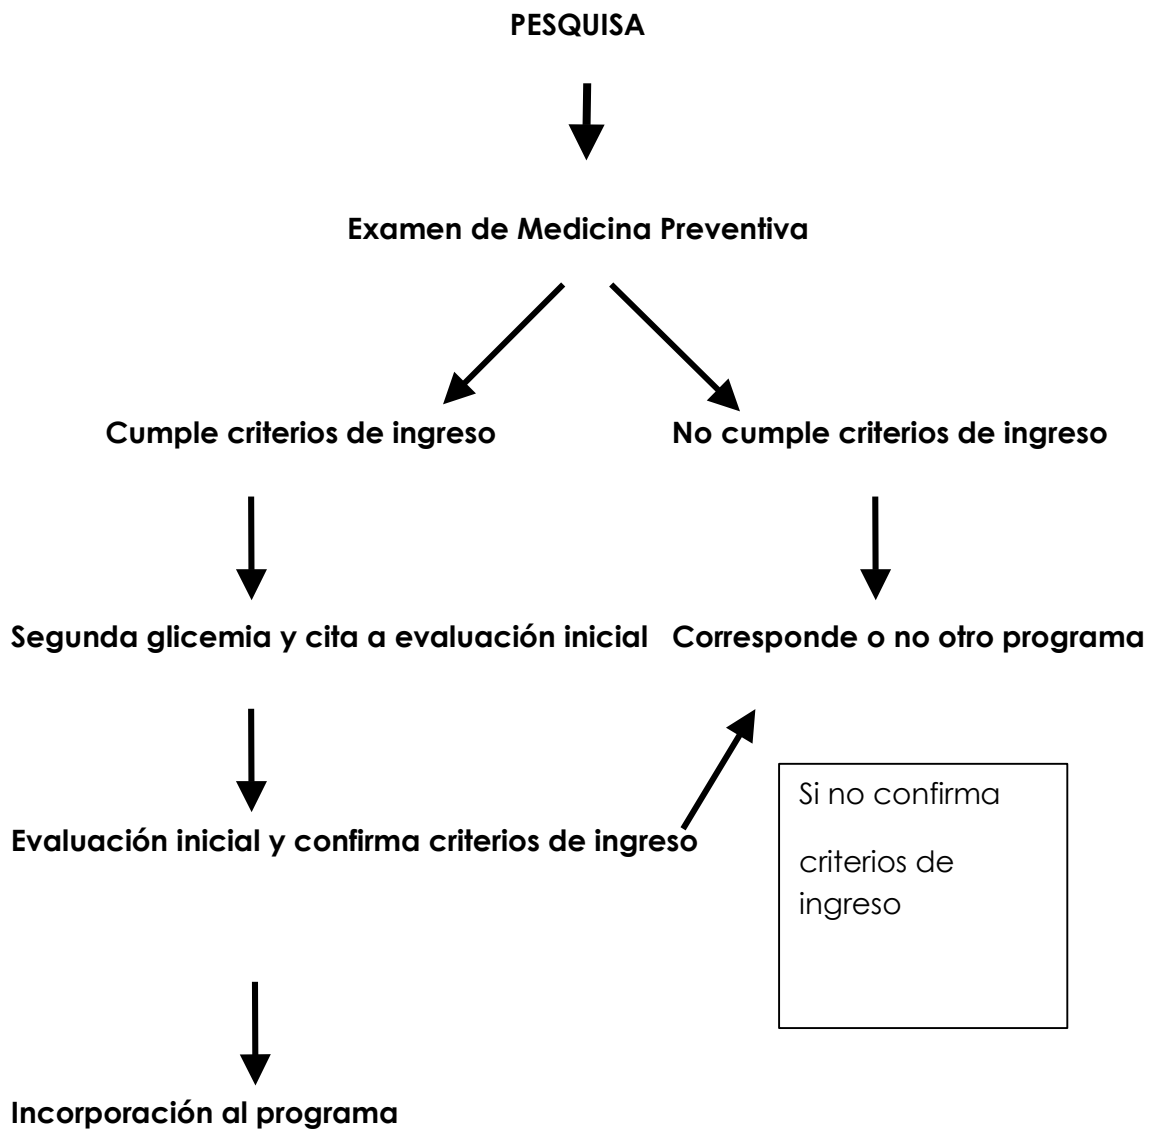 PESQUISA
Examen de Medicina Preventiva
Cumple criterios de ingreso
No cumple criterios de ingreso
Segunda glicemia y cita a evaluación inicial
Corresponde o no otro programa
Evaluación inicial y confirma criterios de ingreso
Si no confirma
criterios de
ingreso
Incorporación al programa